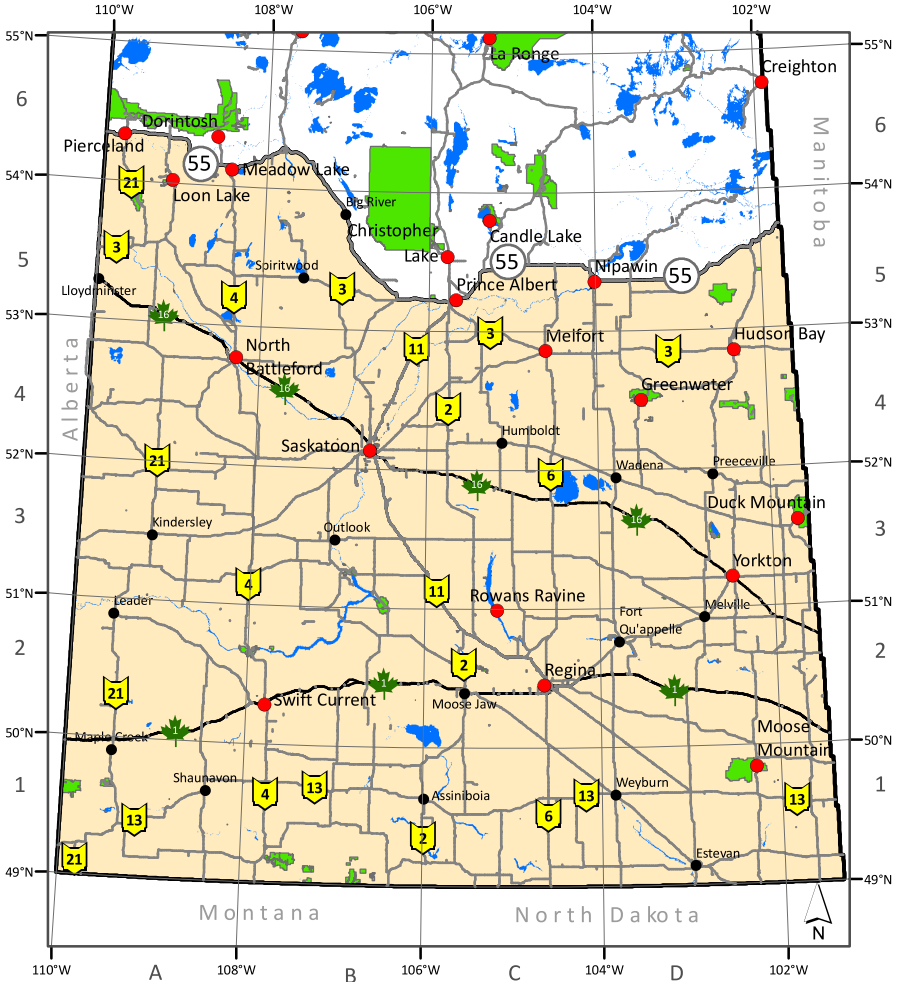 110°W 108°W 106°W 104°W 102°W
55°N 55°N
La Ronge
Creighton
6 6
Dorintosh
Pierceland
55
Meadow Lake
54°N 54°N
21
Loon Lake
Manitoba
Big River
Christopher
Lake
Candle Lake
3
5 5
Spiritwood
55
Nipawin
55
Lloydminster
4
3
Prince Albert
16
53°N 53°N
3
11
Melfort
3
Hudson Bay
North
Battleford
Alberta
16
Greenwater
4 4
2
Humboldt
Saskatoon
52°N 52°N
21
Wadena
Preeceville
6
16
Duck Mountain
3 3
16
Kindersley
Outlook
Yorkton
4
11
51°N 51°N
Leader
Rowans Ravine
Melville
Fort
Qu'appelle
2 2
2
Regina
21
1
1
Swift Current
Moose Jaw
1
50°N 50°N
Maple Creek
Moose
Mountain
Shaunavon
1 1
4
13
Assiniboia
13
Weyburn
13
13
6
2
21
Estevan
49°N 49°N
Montana
North Dakota
N
110°W 108°W 106°W 104°W 102°W
A B C D